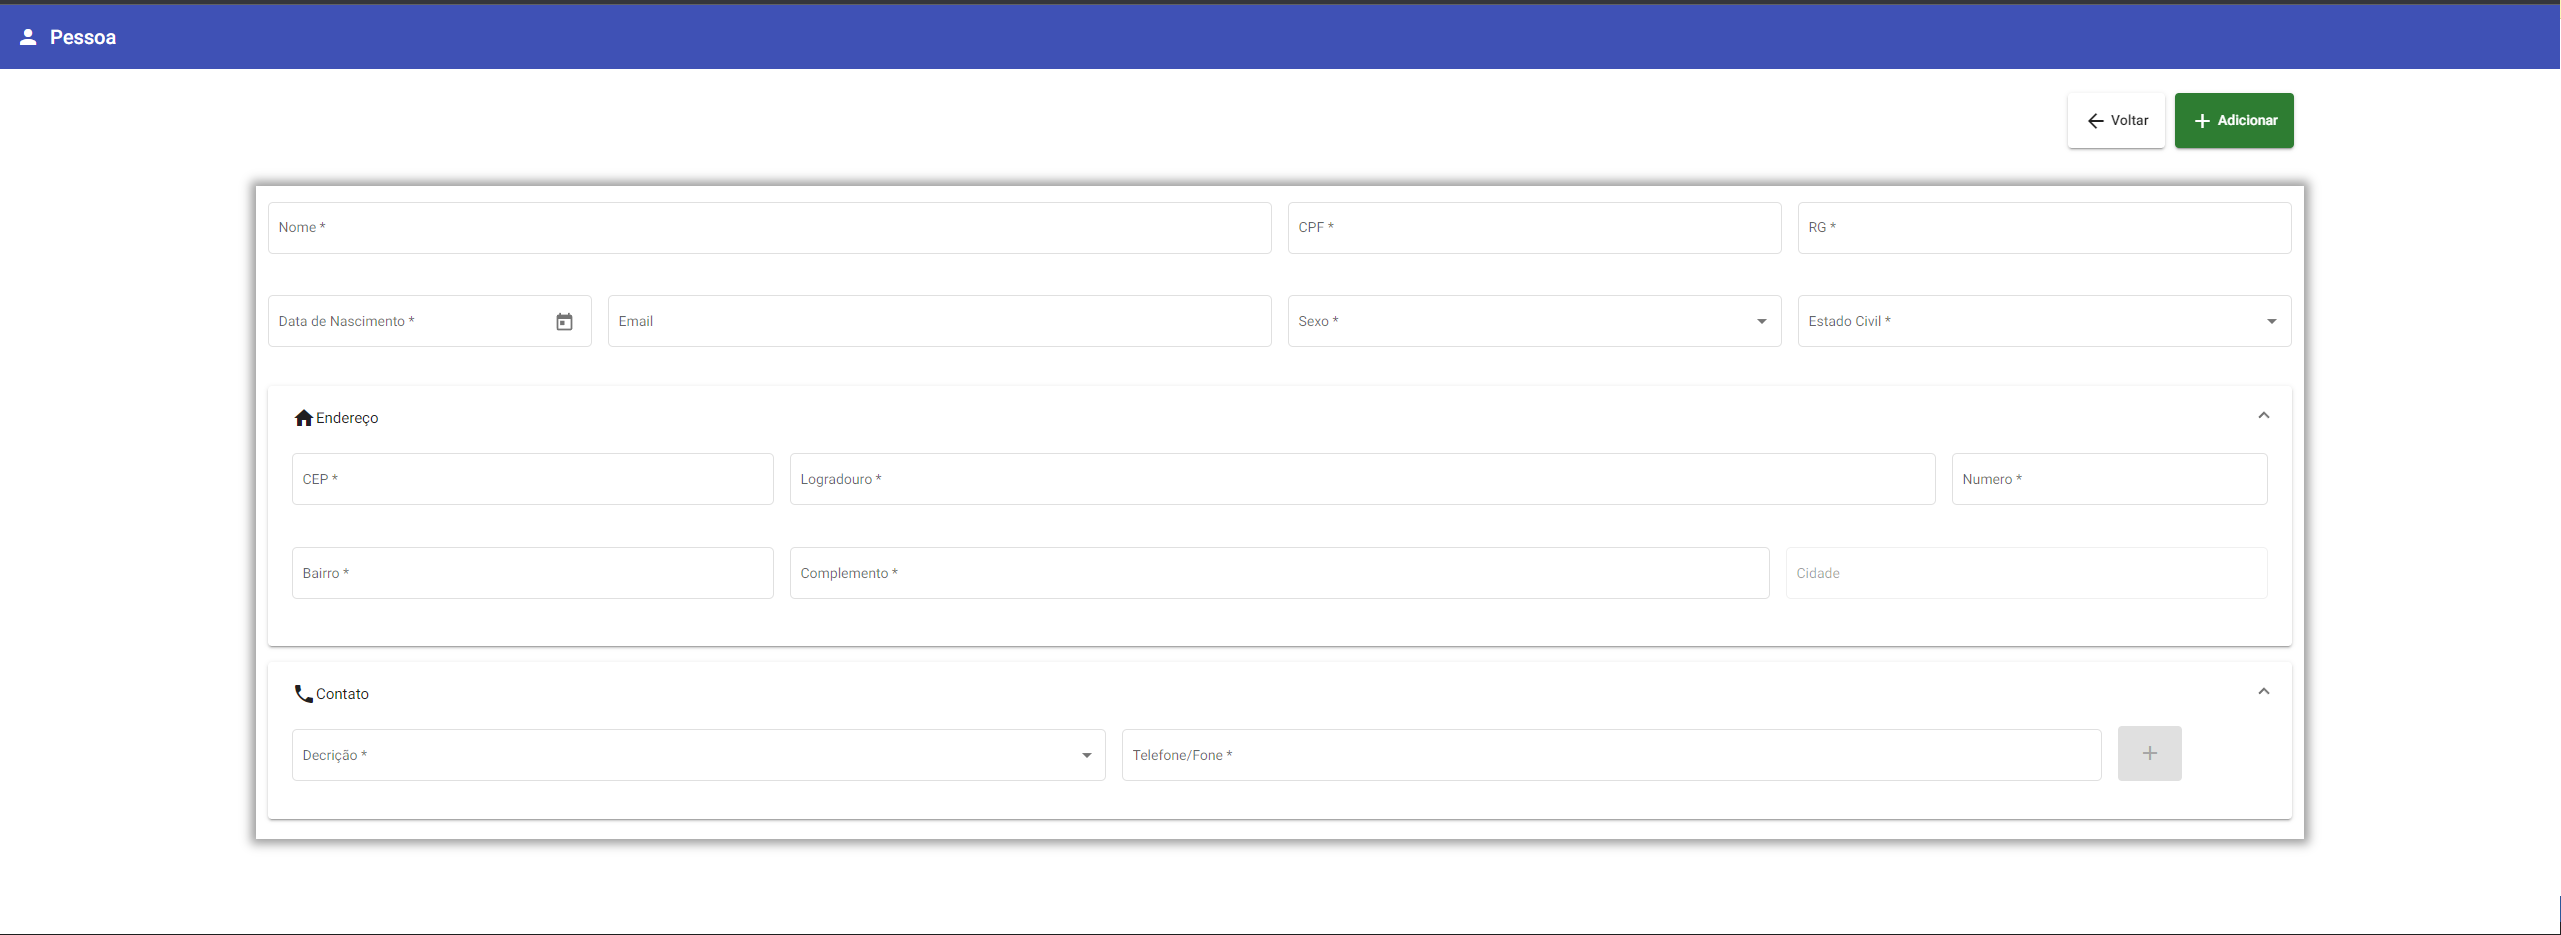 Pessoa
Voltar Adicionar
Nome * CPF * RG *
Data de Nascimento * Email Sexo * Estado Civil *
Endereço
CEP * Logradouro * Numero *
Bairro * Complemento * Cidade
Contato
Decrição * Telefone/Fone *